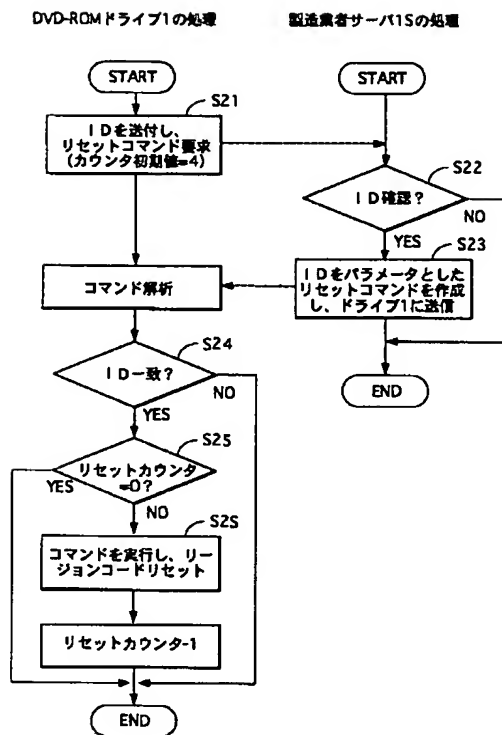 DVD-ROMドライブ1の処理
製造業者サーバ1Sの処理
START
START
S21
IDを送付し、
リセットコマンド要求
(カウンタ初期値=4)
S22
ID確認?
NO
YES
S23
IDをパラメータとした
リセットコマンドを作成
し、ドライブ1に送信
コマンド解析
END
S24
ID一致?
NO
YES
S25
リセットカウンタ
=0?
YES
NO
S2S
コマンドを実行し、リー
ジョンコードリセット
リセットカウンタ-1
END